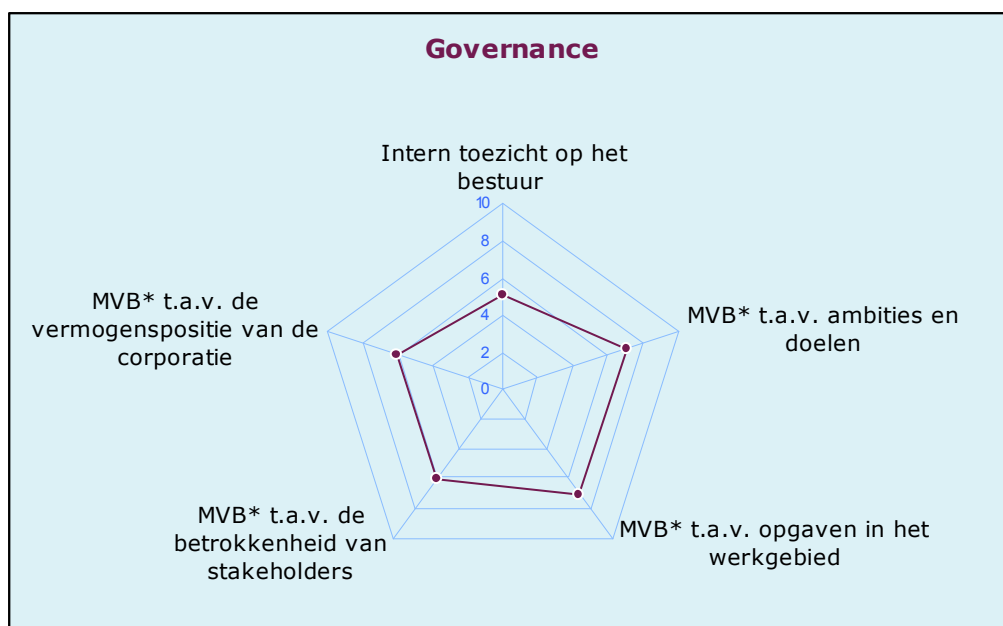 Governance
Intern toezicht op het
bestuur
10
8
6
4
2
0
MVB* t.a.v. ambities en
doelen
MVB* t.a.v. opgaven in het
werkgebied
MVB* t.a.v. de
betrokkenheid van
stakeholders
MVB* t.a.v. de
vermogenspositie van de
corporatie